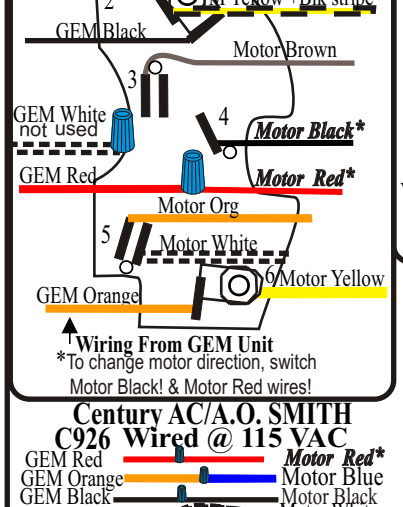 2
Yellow +Blk stripe
GEM Black
Motor Brown
3
GEM White
not used
4
Motor Black*
GEM Red
Motor Red*
Motor Org
5
Motor White
6
Motor Yellow
GEM Orange
Wiring From GEM Unit
*To change motor direction, switch
Motor Black! & Motor Red wires!
Century AC/A.O. SMITH
C926 Wired @ 115 VAC
GEM Red
Motor Red*
GEM Orange
Motor Blue
GEM Black
Motor Black